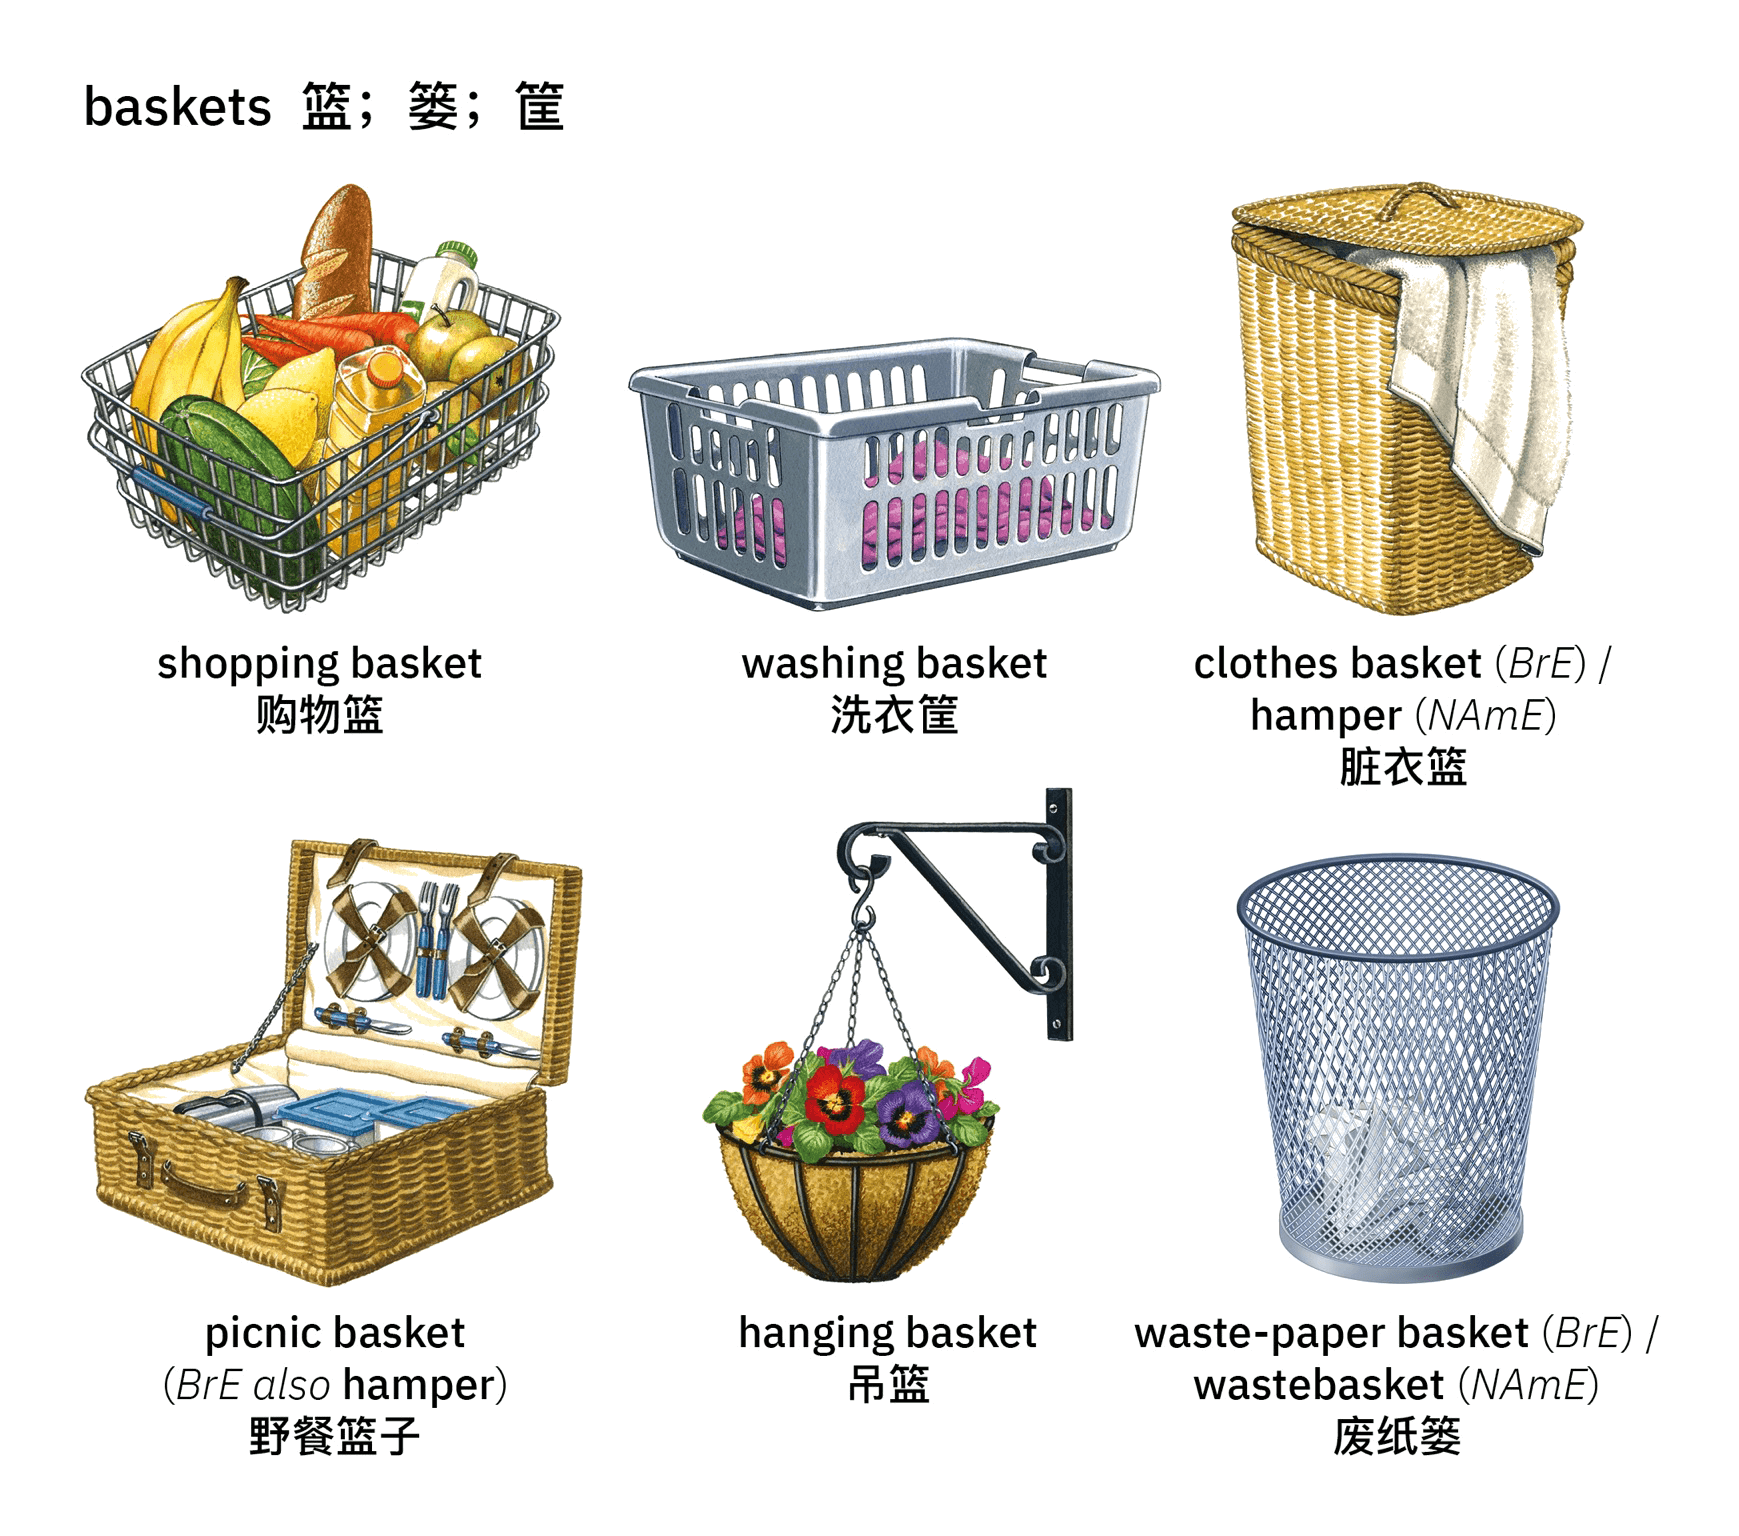 baskets 篮；篓；筐
shopping basket
购物篮
washing basket
洗衣筐
clothes basket (BrE) /
hamper (NAmE)
脏衣篮
picnic basket
(BrE also hamper)
野餐篮子
hanging basket
吊篮
waste-paper basket (BrE) /
wastebasket (NAmE)
废纸篓